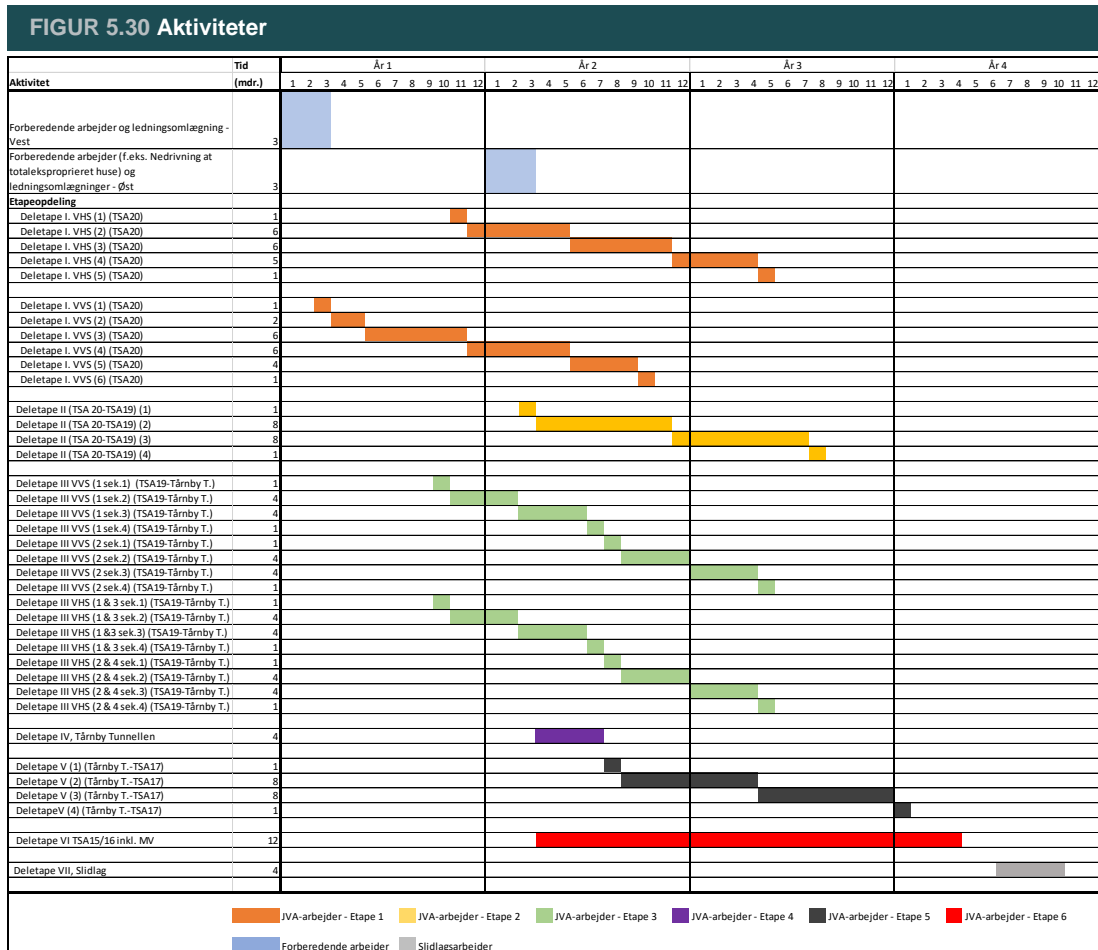 FIGUR 5.30 Aktiviteter
Tid År 1 År 2 År 3 År 4
Aktivitet (mdr.) 1 2 3 4 5 6 7 8 9 10 11 12 1 2 3 4 5 6 7 8 9 10 11 12 1 2 3 4 5 6 7 8 9 10 11 12 1 2 3 4 5 6 7 8 9 10 11 12
Forberedende arbejder og ledningsomlægning -
Vest 3
Forberedende arbejder (f.eks. Nedrivning at
totaleksproprieret huse) og
ledningsomlægninger - Øst 3
Etapeopdeling
Deletape I. VHS (1) (TSA20) 1
Deletape I. VHS (2) (TSA20) 6
Deletape I. VHS (3) (TSA20) 6
Deletape I. VHS (4) (TSA20) 5
Deletape I. VHS (5) (TSA20) 1
Deletape I. VVS (1) (TSA20) 1
Deletape I. VVS (2) (TSA20) 2
Deletape I. VVS (3) (TSA20) 6
Deletape I. VVS (4) (TSA20) 6
Deletape I. VVS (5) (TSA20) 4
Deletape I. VVS (6) (TSA20) 1
Deletape II (TSA 20-TSA19) (1) 1
Deletape II (TSA 20-TSA19) (2) 8
Deletape II (TSA 20-TSA19) (3) 8
Deletape II (TSA 20-TSA19) (4) 1
Deletape III VVS (1 sek.1) (TSA19-Tårnby T.) 1
Deletape III VVS (1 sek.2) (TSA19-Tårnby T.) 4
Deletape III VVS (1 sek.3) (TSA19-Tårnby T.) 4
Deletape III VVS (1 sek.4) (TSA19-Tårnby T.) 1
Deletape III VVS (2 sek.1) (TSA19-Tårnby T.) 1
Deletape III VVS (2 sek.2) (TSA19-Tårnby T.) 4
Deletape III VVS (2 sek.3) (TSA19-Tårnby T.) 4
Deletape III VVS (2 sek.4) (TSA19-Tårnby T.) 1
Deletape III VHS (1 & 3 sek.1) (TSA19-Tårnby T.) 1
Deletape III VHS (1 & 3 sek.2) (TSA19-Tårnby T.) 4
Deletape III VHS (1 &3 sek.3) (TSA19-Tårnby T.) 4
Deletape III VHS (1 & 3 sek.4) (TSA19-Tårnby T.) 1
Deletape III VHS (2 & 4 sek.1) (TSA19-Tårnby T.) 1
Deletape III VHS (2 & 4 sek.2) (TSA19-Tårnby T.) 4
Deletape III VHS (2 & 4 sek.3) (TSA19-Tårnby T.) 4
Deletape III VHS (2 & 4 sek.4) (TSA19-Tårnby T.) 1
Deletape IV, Tårnby Tunnellen 4
Deletape V (1) (Tårnby T.-TSA17) 1
Deletape V (2) (Tårnby T.-TSA17) 8
Deletape V (3) (Tårnby T.-TSA17) 8
DeletapeV (4) (Tårnby T.-TSA17) 1
Deletape VI TSA15/16 inkl. MV 12
Deletape VII, Slidlag 4
JVA-arbejder - Etape 1 JVA-arbejder - Etape 2 JVA-arbejder - Etape 3 JVA-arbejder - Etape 4 JVA-arbejder - Etape 5 JVA-arbejder - Etape 6
Forberedende arbejder Slidlagsarbejder